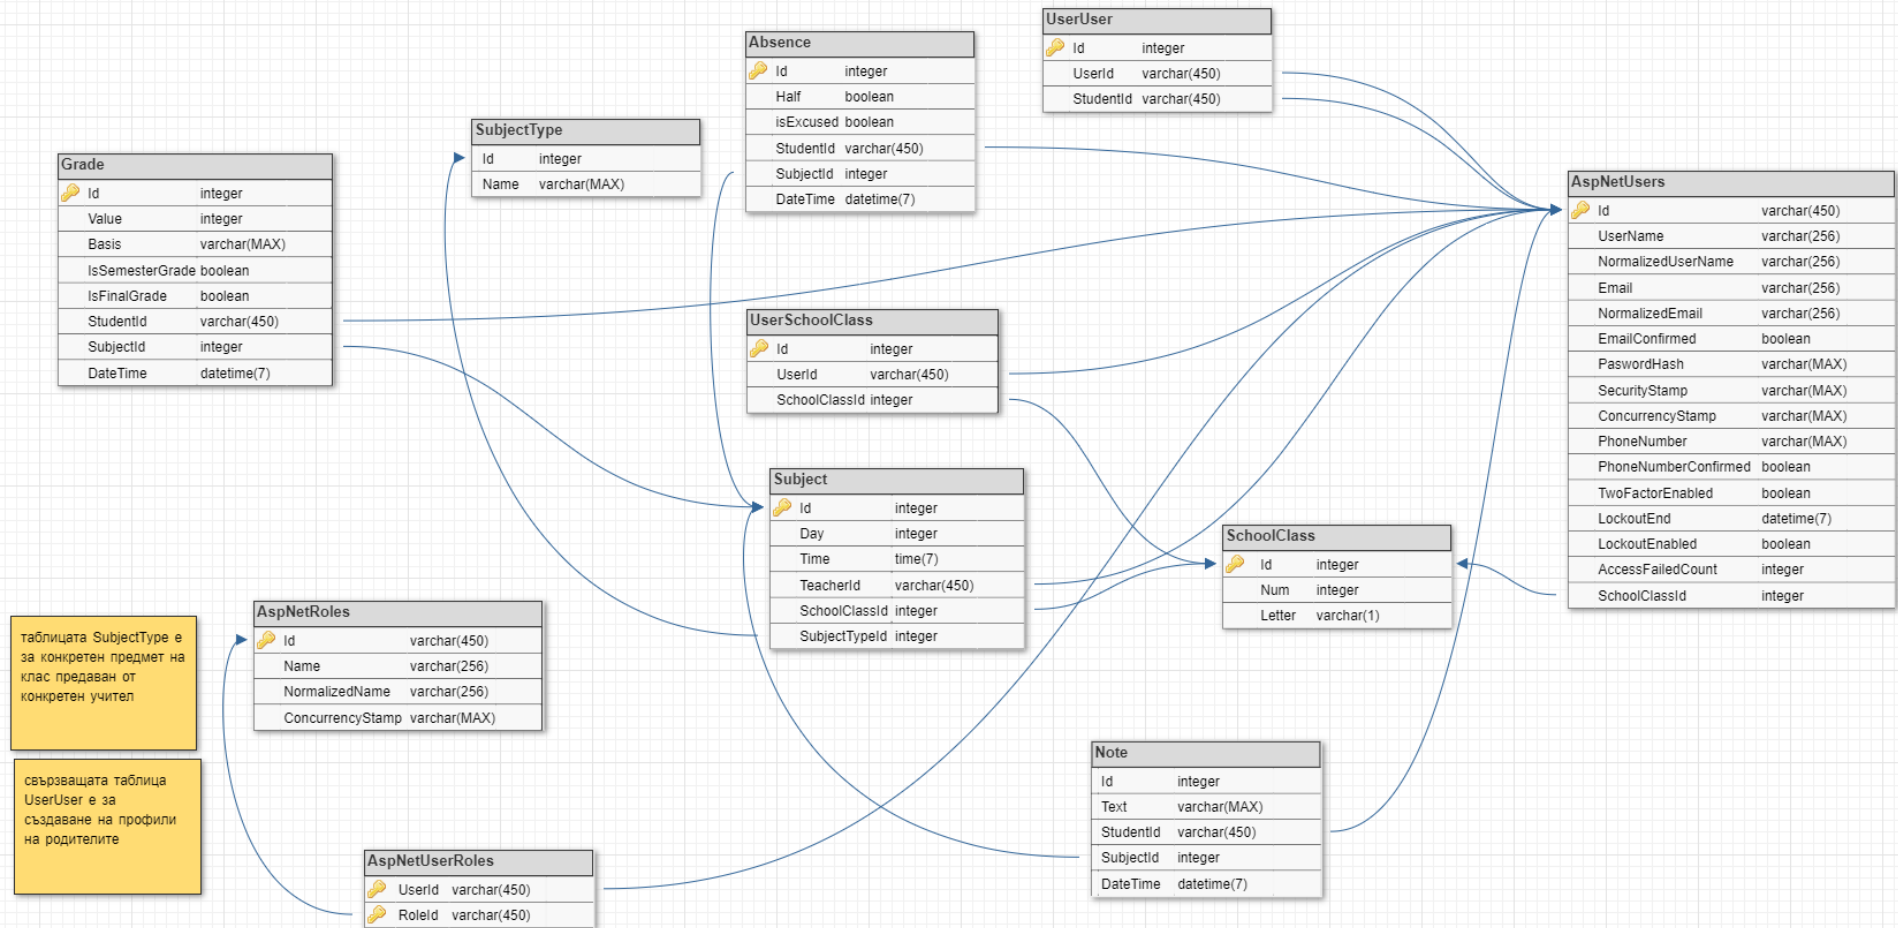 UserUser
Id integer
UserId varchar(450)
StudentId varchar(450)
Absence
Id integer
Half boolean
isExcused boolean
StudentId varchar(450)
SubjectId integer
DateTime datetime(7)
SubjectType
Id integer
Name varchar(MAX)
Grade
Id integer
Value integer
Basis varchar(MAX)
IsSemesterGrade boolean
IsFinalGrade boolean
StudentId varchar(450)
SubjectId integer
DateTime datetime(7)
AspNetUsers
Id varchar(450)
UserName varchar(256)
NormalizedUserName varchar(256)
Email varchar(256)
NormalizedEmail varchar(256)
EmailConfirmed boolean
PaswordHash varchar(MAX)
SecurityStamp varchar(MAX)
ConcurrencyStamp varchar(MAX)
PhoneNumber varchar(MAX)
PhoneNumberConfirmed boolean
TwoFactorEnabled boolean
LockoutEnd datetime(7)
LockoutEnabled boolean
AccessFailedCount integer
SchoolClassId integer
UserSchoolClass
Id integer
UserId varchar(450)
SchoolClassId integer
Subject
Id integer
Day integer
Time time(7)
TeacherId varchar(450)
SchoolClassId integer
SubjectTypeId integer
SchoolClass
Id integer
Num integer
Letter varchar(1)
AspNetRoles
Id varchar(450)
Name varchar(256)
NormalizedName varchar(256)
ConcurrencyStamp varchar(MAX)
таблицата SubjectType е
за конкретен предмет на
клас предаван от
конкретен учител
свързващата таблица
UserUser е за
създаване на профили
на родителите
Note
Id integer
Text varchar(MAX)
StudentId varchar(450)
SubjectId integer
DateTime datetime(7)
AspNetUserRoles
UserId varchar(450)
RoleId varchar(450)